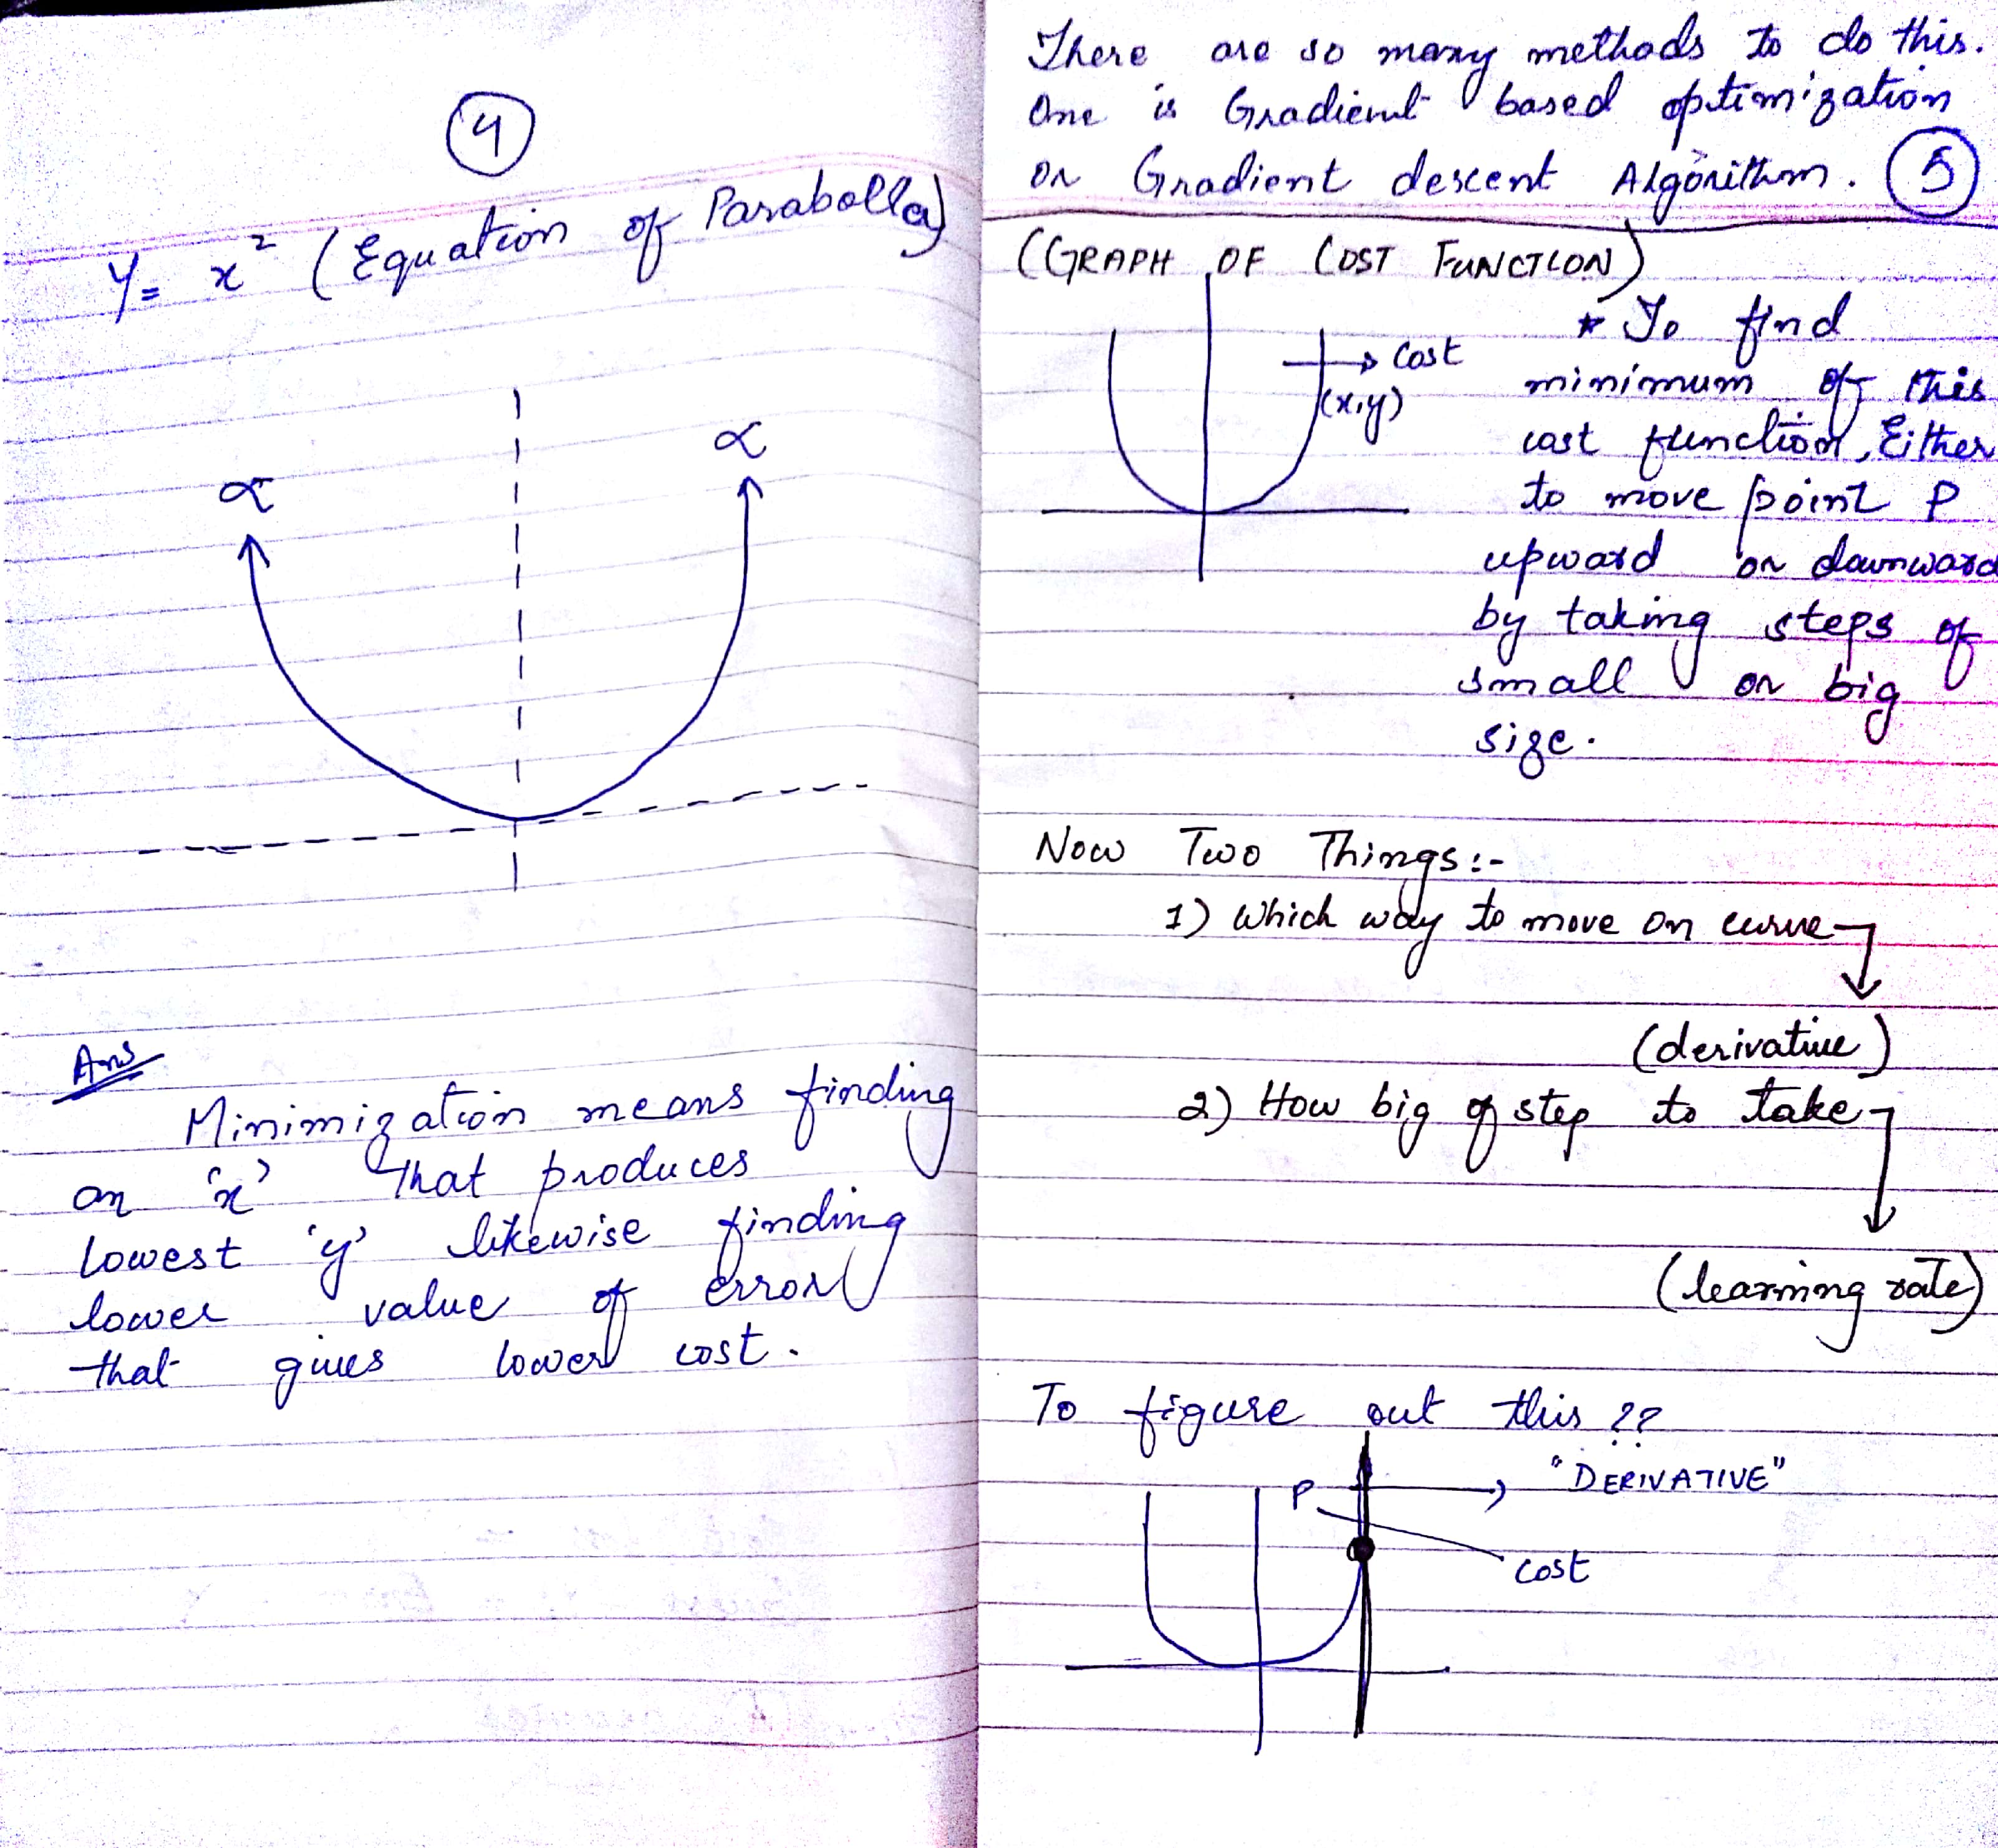 4
Y = x² (Equation of Parabolla)
∝ ∝
Ans
Minimization means finding
an 'x' that produces
lowest 'y' likewise finding
lower value of error
that gives lower cost.
There are so many methods to do this.
One is Gradient based optimization
or Gradient descent Algorithm. 5
(GRAPH OF COST FUNCTION)
* To find
→ Cost
minimum of this
(x,y)
cost function, Either
to move point P
upward or downward
by taking steps of
small or big
size.
Now Two Things:-
1) Which way to move on curve
(derivative)
2) How big of step to take
(learning rate)
To figure out this ??
P → "DERIVATIVE"
cost